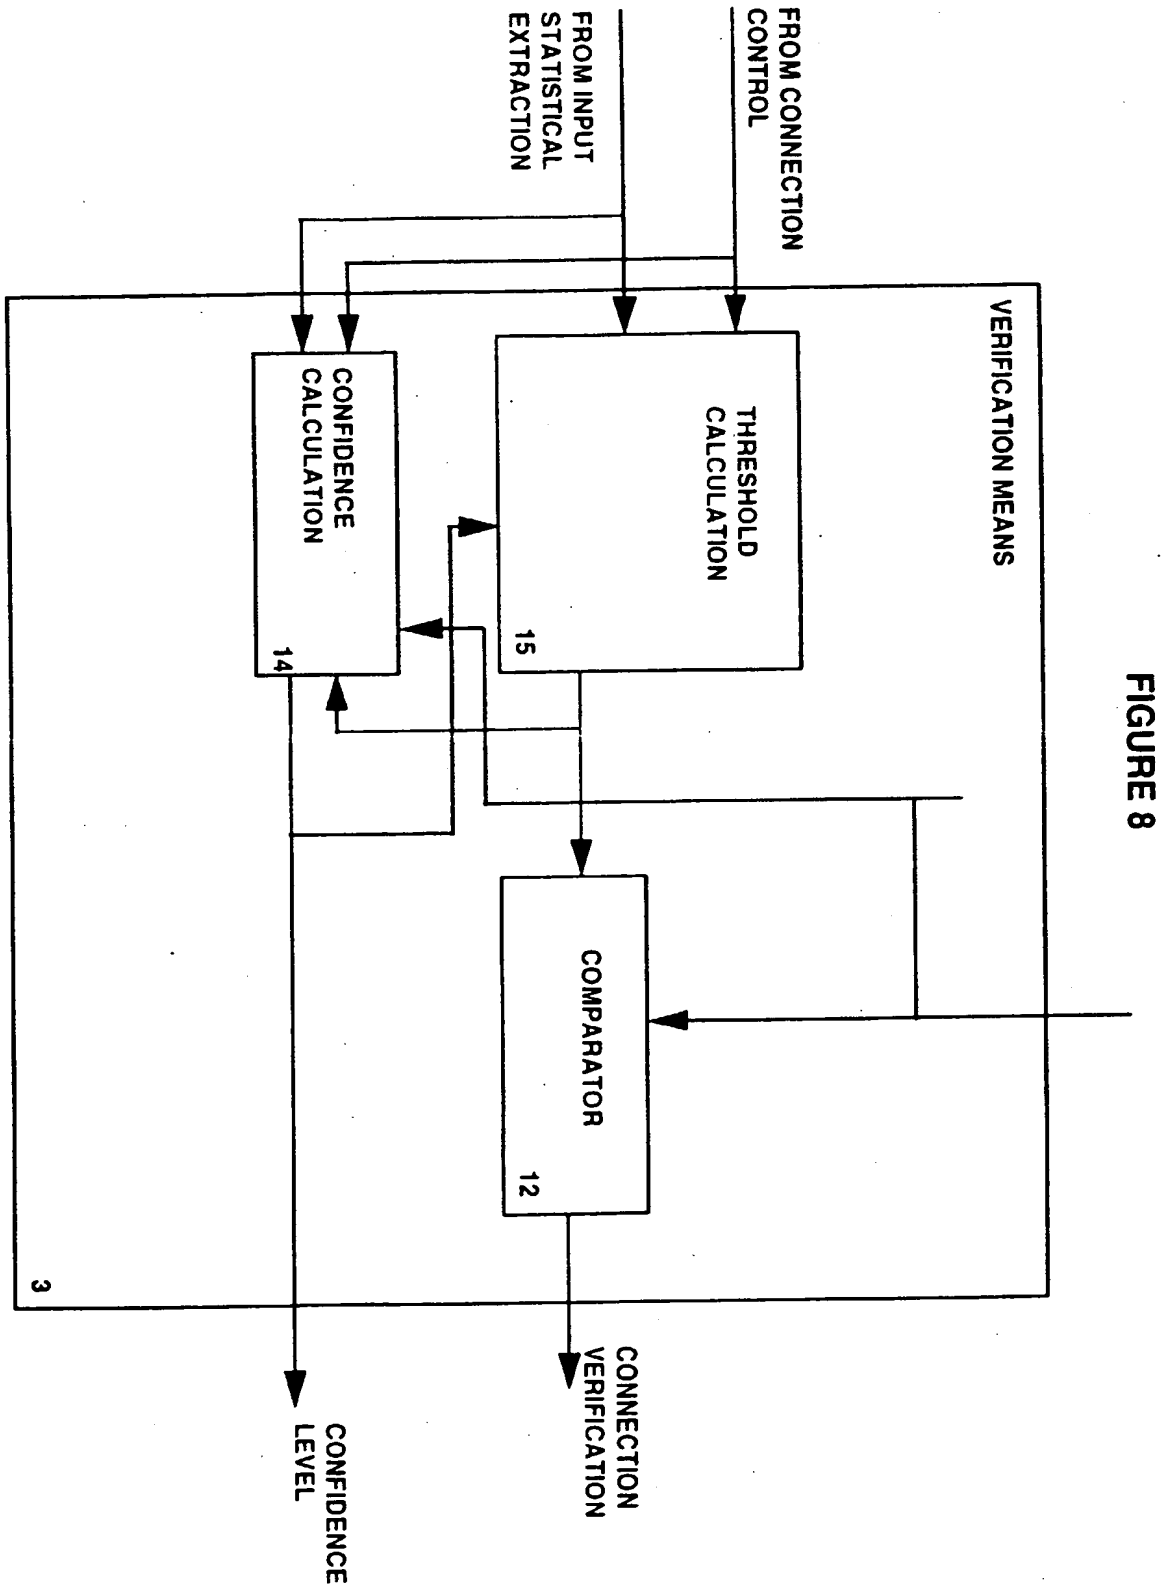 FIGURE 8
VERIFICATION MEANS
FROM CONNECTION
CONTROL
FROM INPUT
STATISTICAL
EXTRACTION
THRESHOLD
CALCULATION
15
COMPARATOR
12
CONNECTION
VERIFICATION
CONFIDENCE
CALCULATION
14
CONFIDENCE
LEVEL
3